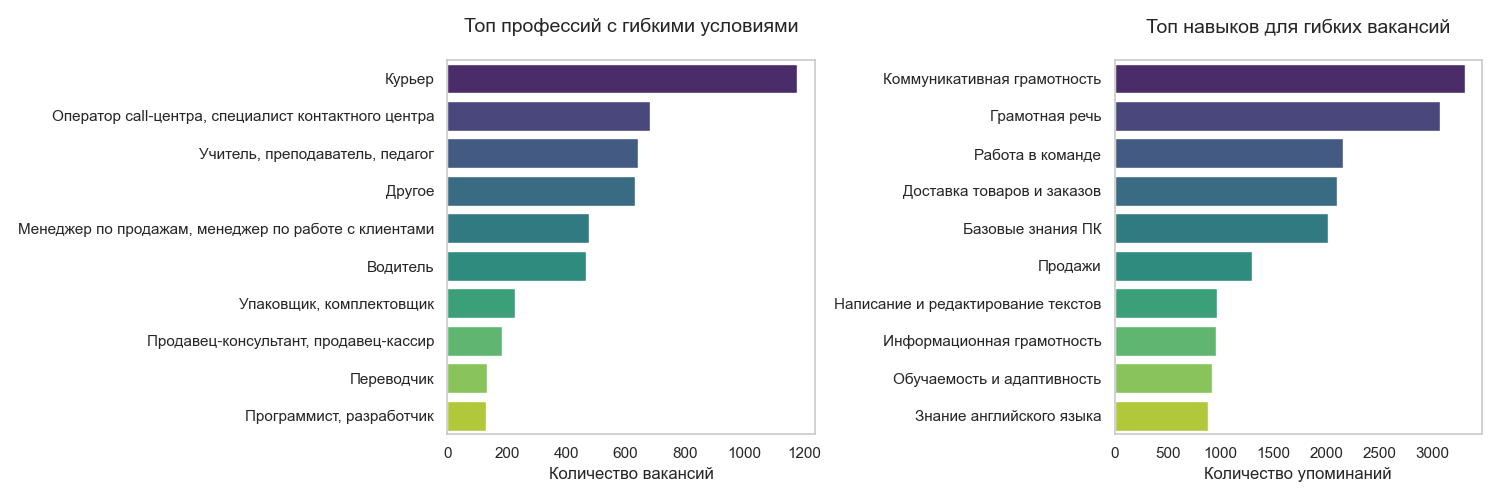 Топ профессий с гибкими условиями
Курьер
Оператор call-центра, специалист контактного центра
Учитель, преподаватель, педагог
Другое
Менеджер по продажам, менеджер по работе с клиентами
Водитель
Упаковщик, комплектовщик
Продавец-консультант, продавец-кассир
Переводчик
Программист, разработчик
0 200 400 600 800 1000 1200
Количество вакансий
Топ навыков для гибких вакансий
Коммуникативная грамотность
Грамотная речь
Работа в команде
Доставка товаров и заказов
Базовые знания ПК
Продажи
Написание и редактирование текстов
Информационная грамотность
Обучаемость и адаптивность
Знание английского языка
0 500 1000 1500 2000 2500 3000
Количество упоминаний